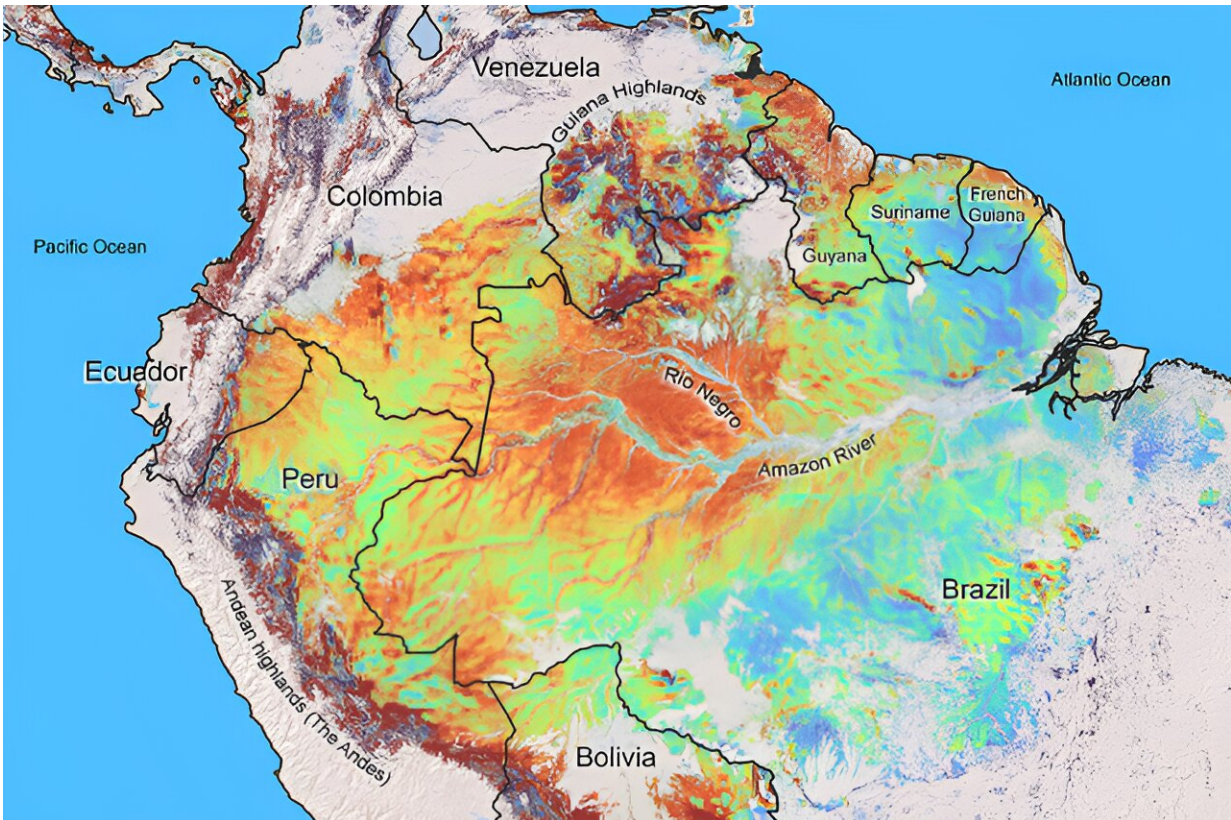 Venezuela
Atlantic Ocean
Guiana Highlands
Colombia
Pacific Ocean
Suriname
French
Guiana
Guyana
Ecuador
Rio Negro
Amazon River
Peru
Brazil
Andean highlands (The Andes)
Bolivia